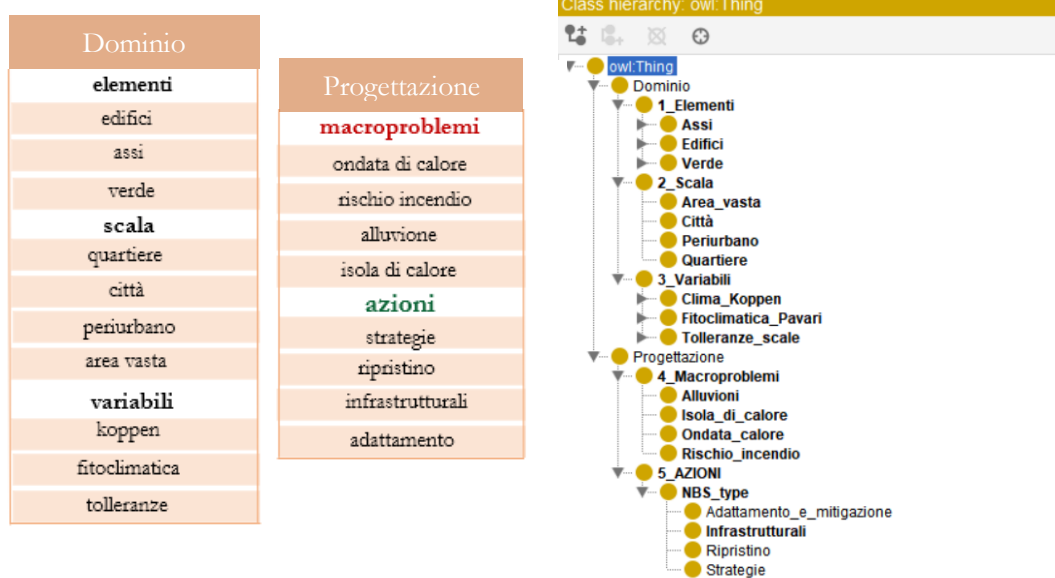 Dominio
elementi
edifici
assi
verde
scala
quartiere
città
periurbano
area vasta
variabili
koppen
fitoclimatica
tolleranze
Progettazione
macroproblemi
ondata di calore
rischio incendio
alluvione
isola di calore
azioni
strategie
ripristino
infrastrutturali
adattamento
Class hierarchy: owl:Thing
owl:Thing
Dominio
1_Elementi
Assi
Edifici
Verde
2_Scala
Area_vasta
Città
Periurbano
Quartiere
3_Variabili
Clima_Koppen
Fitoclimatica_Pavari
Tolleranze_scale
Progettazione
4_Macroproblemi
Alluvioni
Isola_di_calore
Ondata_calore
Rischio_incendio
5_AZIONI
NBS_type
Adattamento_e_mitigazione
Infrastrutturali
Ripristino
Strategie